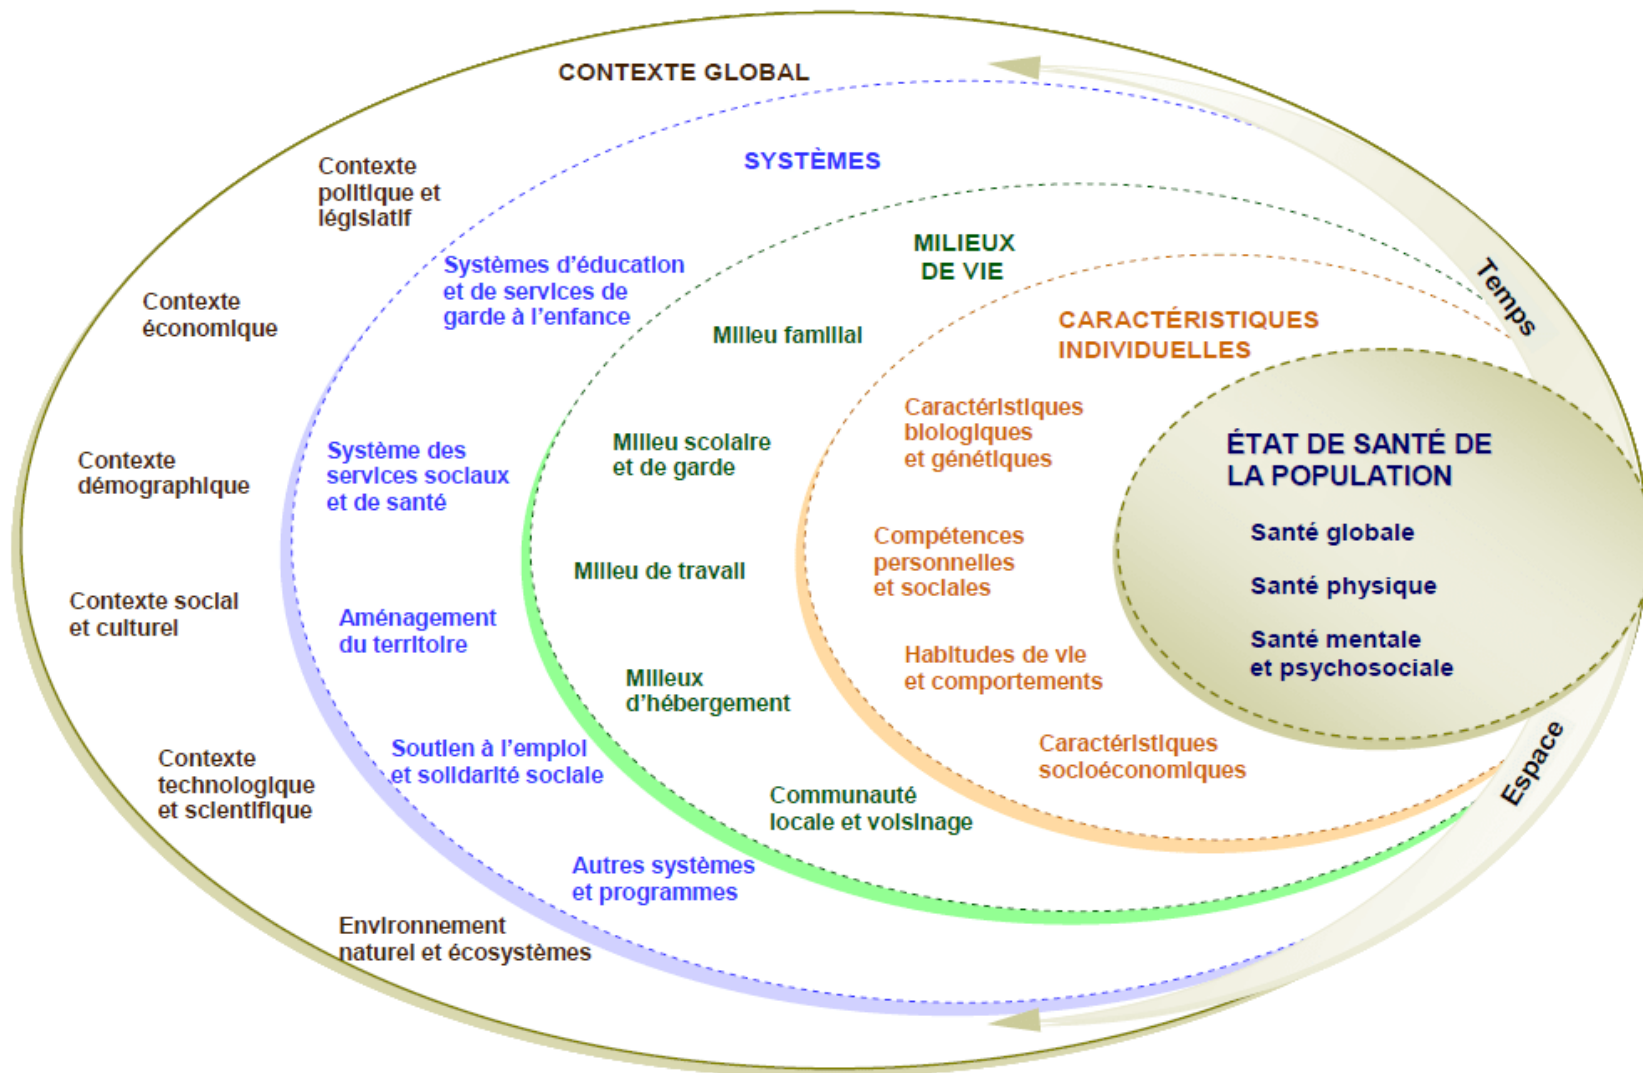 CONTEXTE GLOBAL
Contexte
politique et
législatif
Contexte
économique
Contexte
démographique
Contexte social
et culturel
Contexte
technologique
et scientifique
Environnement
naturel et écosystèmes
SYSTÈMES
Systèmes d'éducation
et de services de
garde à l'enfance
Système des
services sociaux
et de santé
Aménagement
du territoire
Soutien à l'emploi
et solidarité sociale
Autres systèmes
et programmes
MILIEUX
DE VIE
Milieu familial
Milieu scolaire
et de garde
Milieu de travail
Milieux
d'hébergement
Communauté
locale et voisinage
CARACTÉRISTIQUES
INDIVIDUELLES
Caractéristiques
biologiques
et génétiques
Compétences
personnelles
et sociales
Habitudes de vie
et comportements
Caractéristiques
socioéconomiques
ÉTAT DE SANTÉ DE
LA POPULATION
Santé globale
Santé physique
Santé mentale
et psychosociale
Temps
Espace